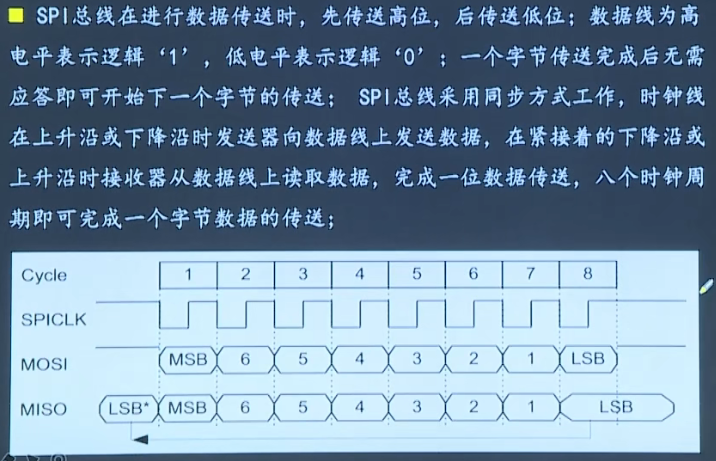 SPI总线在进行数据传送时，先传送高位，后传送低位；数据线为高
电平表示逻辑‘1’，低电平表示逻辑‘0’；一个字节传送完成后无需
应答即可开始下一个字节的传送； SPI总线采用同步方式工作，时钟线
在上升沿或下降沿时发送器向数据线上发送数据，在紧接着的下降沿或
上升沿时接收器从数据线上读取数据，完成一位数据传送，八个时钟周
期即可完成一个字节数据的传送；
Cycle 1 2 3 4 5 6 7 8
SPICLK
MOSI MSB 6 5 4 3 2 1 LSB
MISO LSB* MSB 6 5 4 3 2 1 LSB